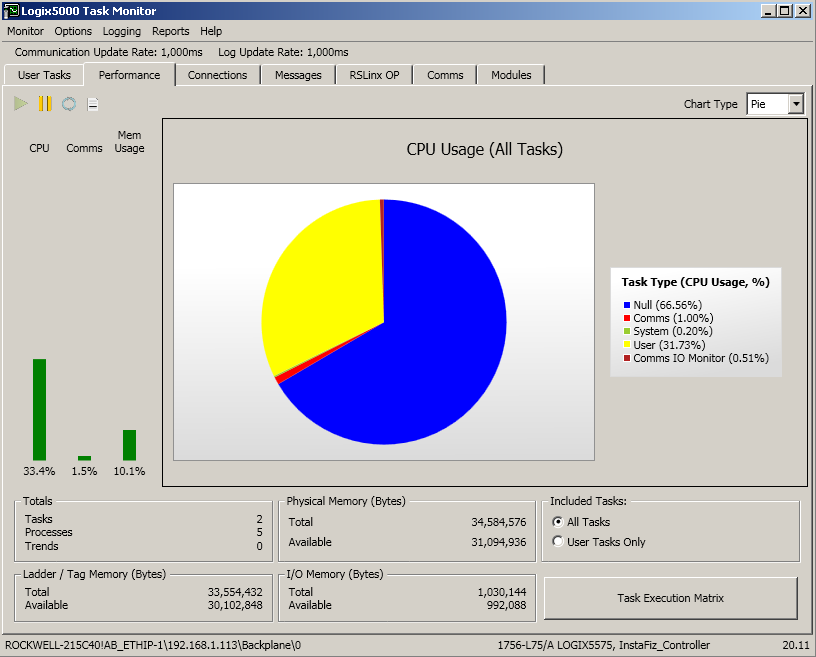 Logix5000 Task Monitor
Monitor Options Logging Reports Help
Communication Update Rate: 1,000ms Log Update Rate: 1,000ms
User Tasks Performance Connections Messages RSLinx OP Comms Modules
Chart Type Pie
CPU Comms Mem Usage
CPU Usage (All Tasks)
Task Type (CPU Usage, %)
Null (66.56%)
Comms (1.00%)
System (0.20%)
User (31.73%)
Comms IO Monitor (0.51%)
33.4% 1.5% 10.1%
Totals
Tasks 2
Processes 5
Trends 0
Physical Memory (Bytes)
Total 34,584,576
Available 31,094,936
Included Tasks:
All Tasks
User Tasks Only
Ladder / Tag Memory (Bytes)
Total 33,554,432
Available 30,102,848
I/O Memory (Bytes)
Total 1,030,144
Available 992,088
Task Execution Matrix
ROCKWELL-215C40!AB_ETHIP-1\192.168.1.113\Backplane\0 1756-L75/A LOGIX5575, InstaFiz_Controller 20.11